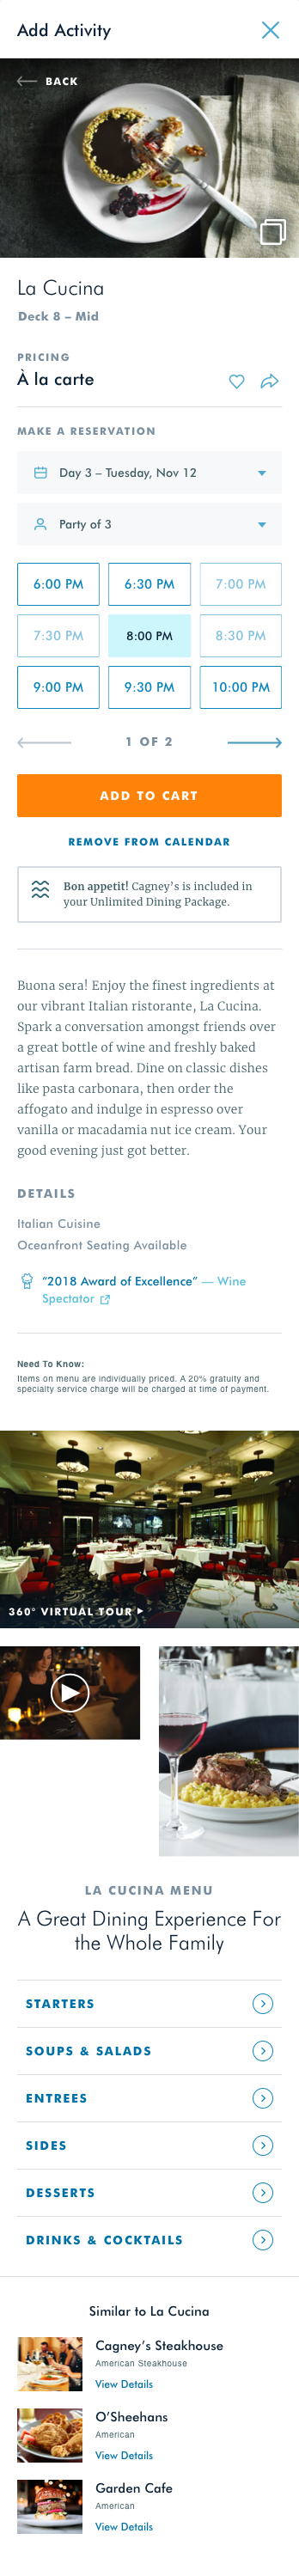 Add Activity
BACK
La Cucina
Deck 8 – Mid
PRICING
À la carte
MAKE A RESERVATION
Day 3 – Tuesday, Nov 12
Party of 3
6:00 PM 6:30 PM 7:00 PM
7:30 PM 8:00 PM 8:30 PM
9:00 PM 9:30 PM 10:00 PM
1 OF 2
ADD TO CART
REMOVE FROM CALENDAR
Bon appetit! Cagney’s is included in
your Unlimited Dining Package.
Buona sera! Enjoy the finest ingredients at
our vibrant Italian ristorante, La Cucina.
Spark a conversation amongst friends over
a great bottle of wine and freshly baked
artisan farm bread. Dine on classic dishes
like pasta carbonara, then order the
affogato and indulge in espresso over
vanilla or macadamia nut ice cream. Your
good evening just got better.
DETAILS
Italian Cuisine
Oceanfront Seating Available
“2018 Award of Excellence” — Wine
Spectator
Need To Know:
Items on menu are individually priced. A 20% gratuity and
specialty service charge will be charged at time of payment.
360° VIRTUAL TOUR
LA CUCINA MENU
A Great Dining Experience For
the Whole Family
STARTERS
SOUPS & SALADS
ENTREES
SIDES
DESSERTS
DRINKS & COCKTAILS
Similar to La Cucina
Cagney’s Steakhouse
American Steakhouse
View Details
O’Sheehans
American
View Details
Garden Cafe
American
View Details